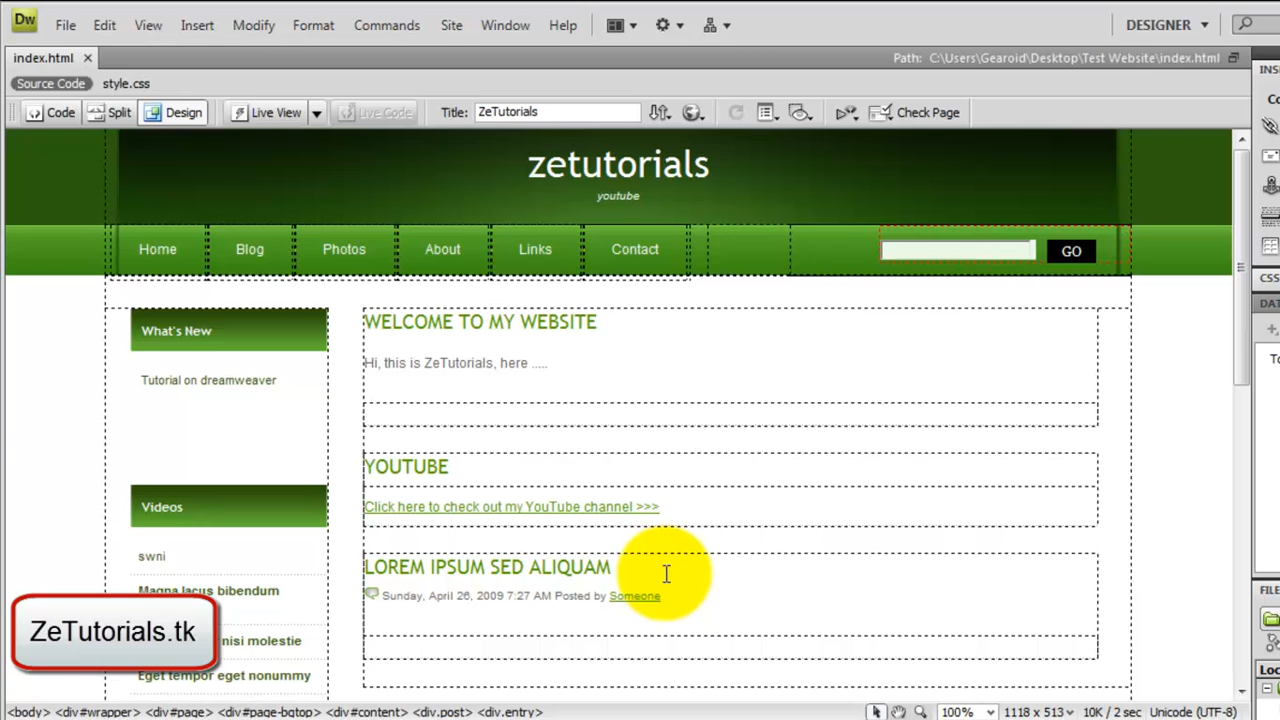 Dw File Edit View Insert Modify Format Commands Site Window Help DESIGNER
index.html Path: C:\Users\Gearoid\Desktop\Test Website\index.html
INS
Source Code style.css
Code Split Design Live View Live Code Title: ZeTutorials Check Page
zetutorials
youtube
Home Blog Photos About Links Contact GO
CSS
What's New
WELCOME TO MY WEBSITE
Hi, this is ZeTutorials, here .....
Tutorial on dreamweaver
YOUTUBE
Videos
Click here to check out my YouTube channel >>>
swni
LOREM IPSUM SED ALIQUAM
Magna lacus bibendum
Sunday, April 26, 2009 7:27 AM Posted by Someone
FILE
ZeTutorials.tk
nisi molestie
Eget tempor eget nonummy
Loc
<body> <div#wrapper> <div#page> <div#page-bgtop> <div#content> <div.post> <div.entry> 100% 1118 x 513 10K / 2 sec Unicode (UTF-8)